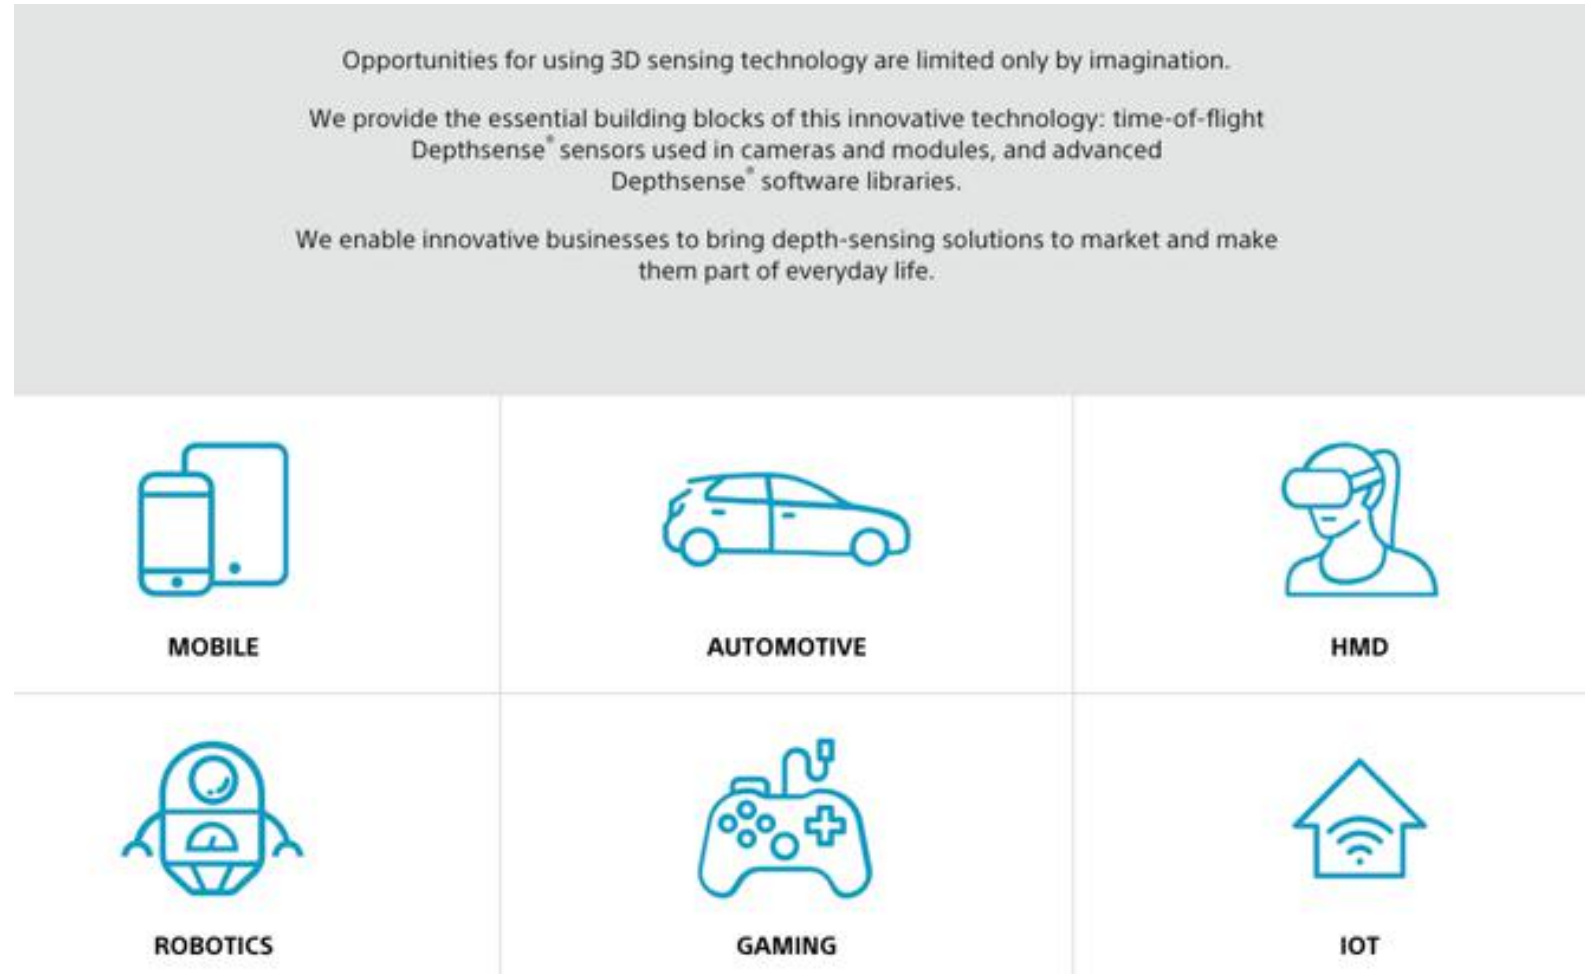 Opportunities for using 3D sensing technology are limited only by imagination.
We provide the essential building blocks of this innovative technology: time-of-flight
Depthsense® sensors used in cameras and modules, and advanced
Depthsense® software libraries.
We enable innovative businesses to bring depth-sensing solutions to market and make
them part of everyday life.
MOBILE
AUTOMOTIVE
HMD
ROBOTICS
GAMING
IOT